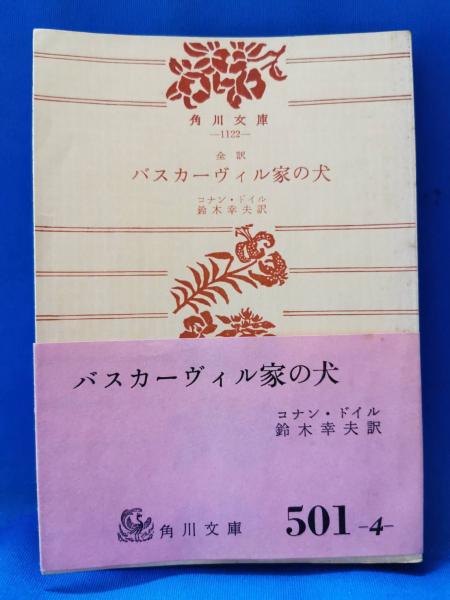 角川文庫
—1122—
全訳
バスカーヴィル家の犬
コナン・ドイル
鈴木幸夫訳
バスカーヴィル家の犬
コナン・ドイル
鈴木幸夫訳
角川文庫 501 -4-